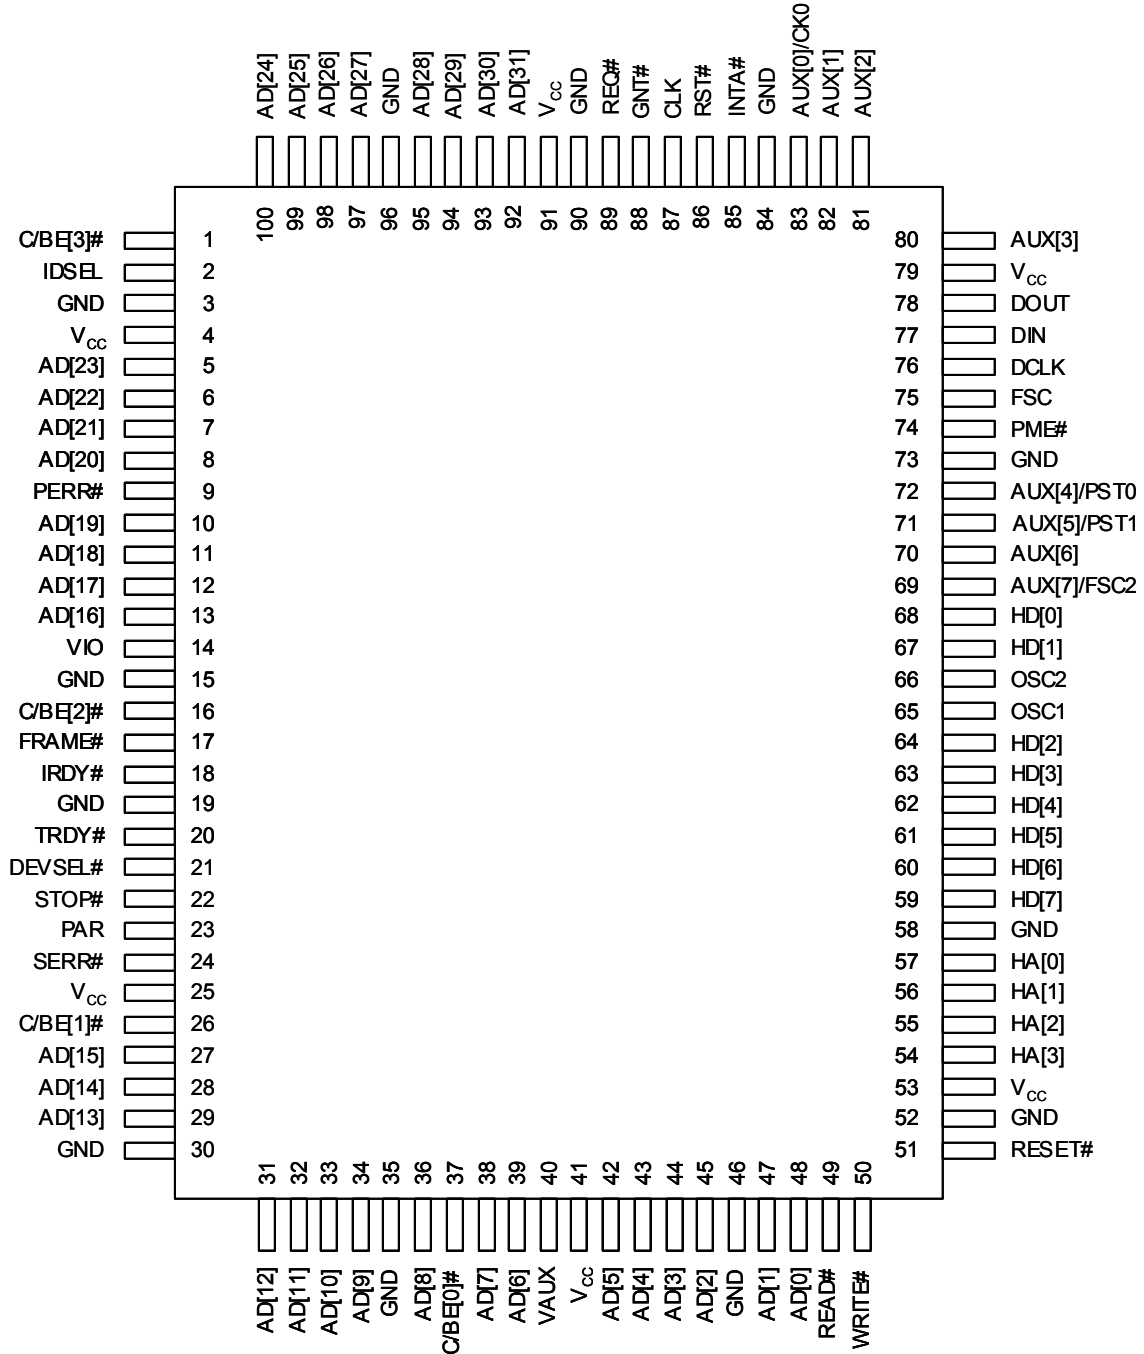 AD[24]
AD[25]
AD[26]
AD[27]
GND
AD[28]
AD[29]
AD[30]
AD[31]
VCC
GND
REQ#
GNT#
CLK
RST#
INTA#
GND
AUX[0]/CK0
AUX[1]
AUX[2]
100
99
98
97
96
95
94
93
92
91
90
89
88
87
86
85
84
83
82
81
C/BE[3]# 1
IDSEL 2
GND 3
VCC 4
AD[23] 5
AD[22] 6
AD[21] 7
AD[20] 8
PERR# 9
AD[19] 10
AD[18] 11
AD[17] 12
AD[16] 13
VIO 14
GND 15
C/BE[2]# 16
FRAME# 17
IRDY# 18
GND 19
TRDY# 20
DEVSEL# 21
STOP# 22
PAR 23
SERR# 24
VCC 25
C/BE[1]# 26
AD[15] 27
AD[14] 28
AD[13] 29
GND 30
80 AUX[3]
79 VCC
78 DOUT
77 DIN
76 DCLK
75 FSC
74 PME#
73 GND
72 AUX[4]/PST0
71 AUX[5]/PST1
70 AUX[6]
69 AUX[7]/FSC2
68 HD[0]
67 HD[1]
66 OSC2
65 OSC1
64 HD[2]
63 HD[3]
62 HD[4]
61 HD[5]
60 HD[6]
59 HD[7]
58 GND
57 HA[0]
56 HA[1]
55 HA[2]
54 HA[3]
53 VCC
52 GND
51 RESET#
31
32
33
34
35
36
37
38
39
40
41
42
43
44
45
46
47
48
49
50
AD[12]
AD[11]
AD[10]
AD[9]
GND
AD[8]
C/BE[0]#
AD[7]
AD[6]
VAUX
VCC
AD[5]
AD[4]
AD[3]
AD[2]
GND
AD[1]
AD[0]
READ#
WRITE#